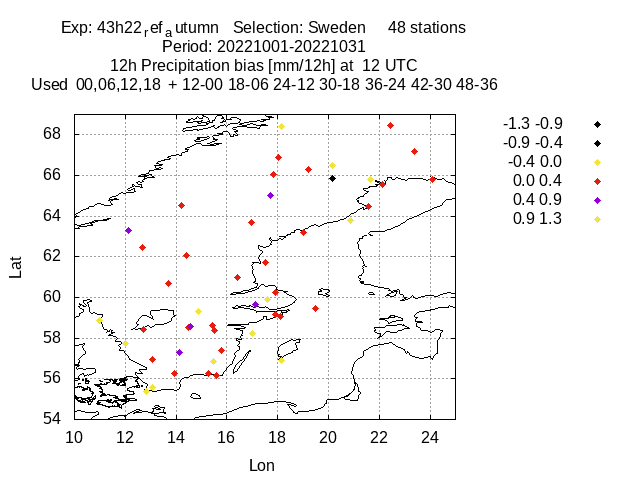 Exp: 43h22ref autumn Selection: Sweden 48 stations
Period: 20221001-20221031
12h Precipitation bias [mm/12h] at 12 UTC
Used 00,06,12,18 + 12-00 18-06 24-12 30-18 36-24 42-30 48-36
-1.3 -0.9
-0.9 -0.4
-0.4 0.0
0.0 0.4
0.4 0.9
0.9 1.3
68
66
64
62
60
58
56
54
Lat
10 12 14 16 18 20 22 24
Lon